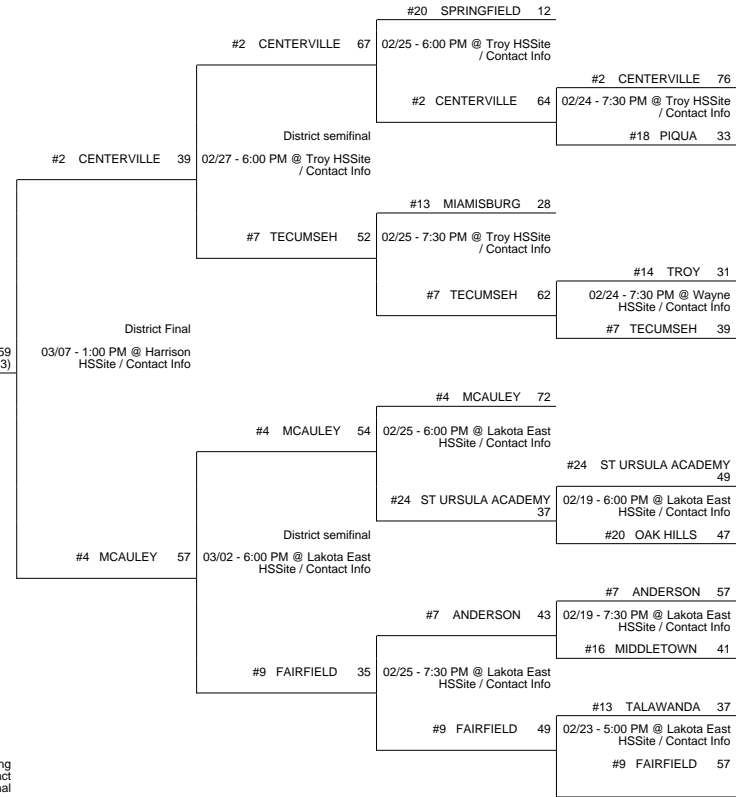 #20 SPRINGFIELD 12
#2 CENTERVILLE 67
02/25 - 6:00 PM @ Troy HSSite
/ Contact Info
#2 CENTERVILLE 76
#2 CENTERVILLE 64
02/24 - 7:30 PM @ Troy HSSite
/ Contact Info
District semifinal
#18 PIQUA 33
#2 CENTERVILLE 39
02/27 - 6:00 PM @ Troy HSSite
/ Contact Info
#13 MIAMISBURG 28
#7 TECUMSEH 52
02/25 - 7:30 PM @ Troy HSSite
/ Contact Info
#14 TROY 31
#7 TECUMSEH 62
02/24 - 7:30 PM @ Wayne
HSSite / Contact Info
District Final
#7 TECUMSEH 39
59
3)
03/07 - 1:00 PM @ Harrison
HSSite / Contact Info
#4 MCAULEY 72
#4 MCAULEY 54
02/25 - 6:00 PM @ Lakota East
HSSite / Contact Info
#24 ST URSULA ACADEMY
49
#24 ST URSULA ACADEMY
37
02/19 - 6:00 PM @ Lakota East
HSSite / Contact Info
District semifinal
#20 OAK HILLS 47
#4 MCAULEY 57
03/02 - 6:00 PM @ Lakota East
HSSite / Contact Info
#7 ANDERSON 57
#7 ANDERSON 43
02/19 - 7:30 PM @ Lakota East
HSSite / Contact Info
#16 MIDDLETOWN 41
#9 FAIRFIELD 35
02/25 - 7:30 PM @ Lakota East
HSSite / Contact Info
#13 TALAWANDA 37
#9 FAIRFIELD 49
02/23 - 5:00 PM @ Lakota East
HSSite / Contact Info
#9 FAIRFIELD 57
ng
act
nal